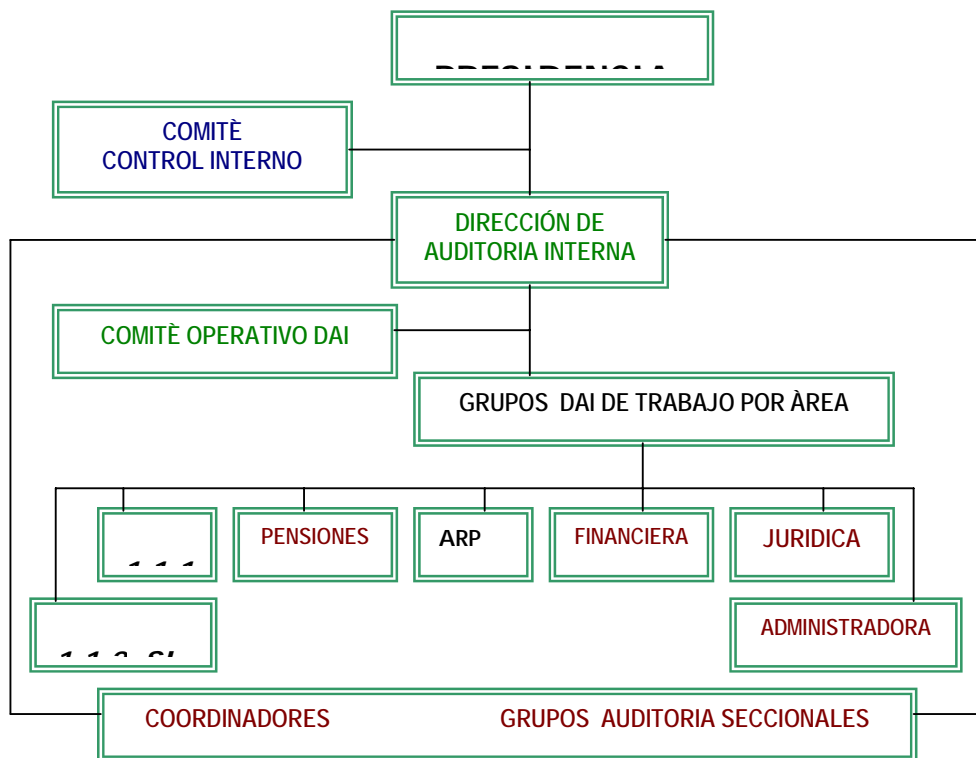 PRESIDENCIA
COMITÈ
CONTROL INTERNO
DIRECCIÓN DE
AUDITORIA INTERNA
COMITÈ OPERATIVO DAI
GRUPOS DAI DE TRABAJO POR ÀREA
PENSIONES
ARP
FINANCIERA
JURIDICA
ADMINISTRADORA
COORDINADORES GRUPOS AUDITORIA SECCIONALES